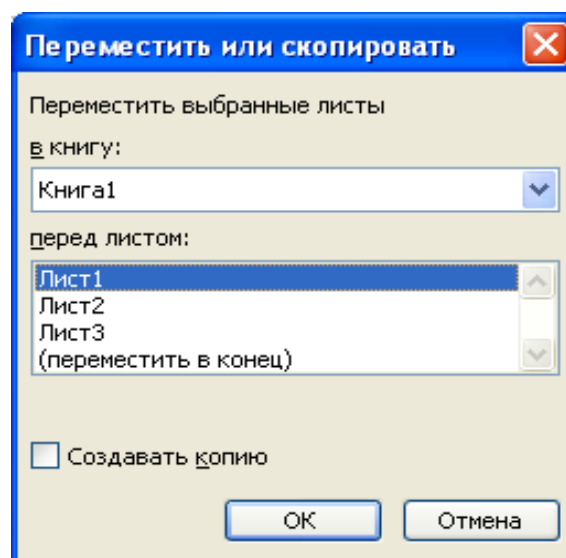 Переместить или скопировать
Переместить выбранные листы
в книгу:
Книга1
перед листом:
Лист1
Лист2
Лист3
(переместить в конец)
Создавать копию
ОК
Отмена